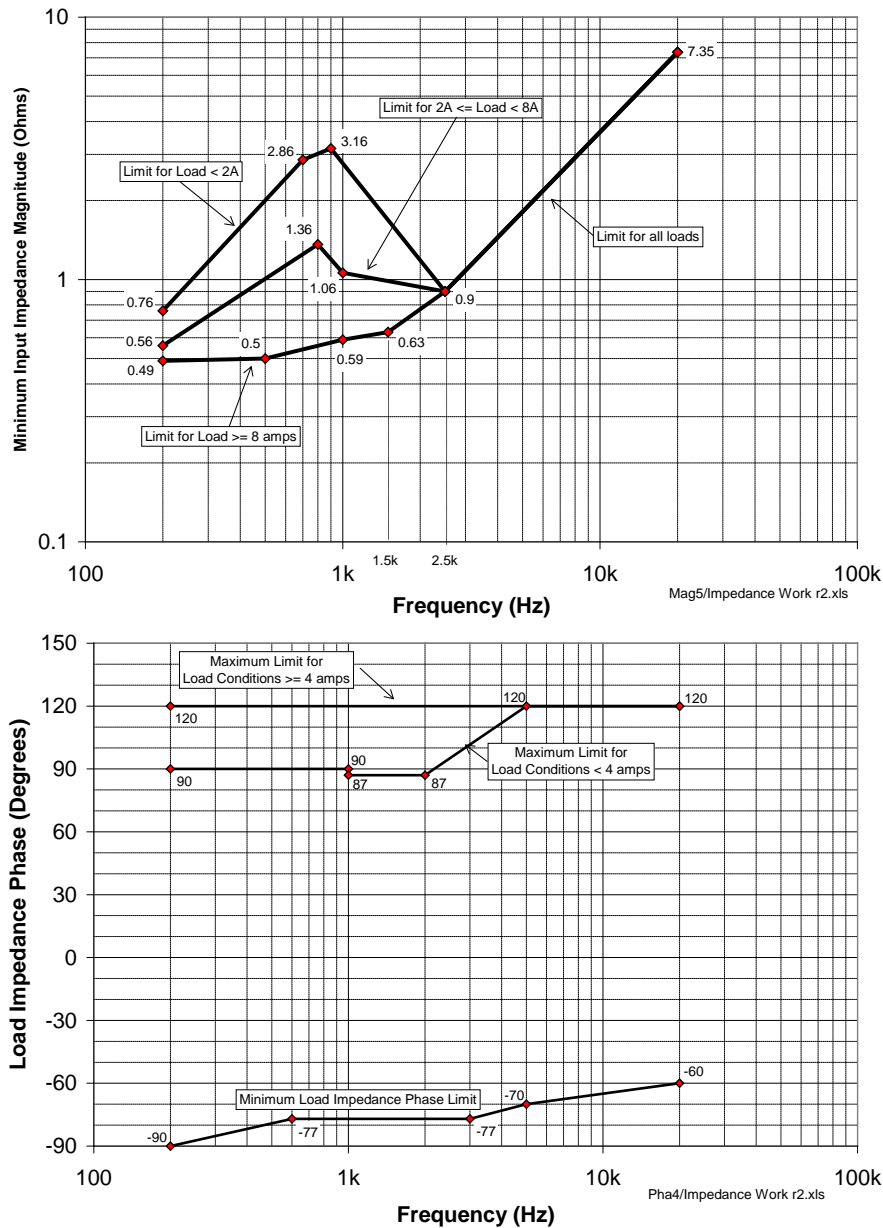 10
7.35
Limit for 2A <= Load < 8A
3.16
2.86
Limit for Load < 2A
1.36
Limit for all loads
1
1.06
0.9
0.76
0.56
0.5
0.63
0.59
0.49
Limit for Load >= 8 amps
Minimum Input Impedance Magnitude (Ohms)
0.1
100
1k
1.5k
2.5k
10k
100k
Frequency (Hz)
Mag5/Impedance Work r2.xls
150
Maximum Limit for
Load Conditions >= 4 amps
120
120
120
120
90
90
90
87
87
Maximum Limit for
Load Conditions < 4 amps
60
30
0
-30
-60
-90
Load Impedance Phase (Degrees)
Minimum Load Impedance Phase Limit
-90
-77
-77
-70
-60
100
1k
10k
100k
Frequency (Hz)
Pha4/Impedance Work r2.xls